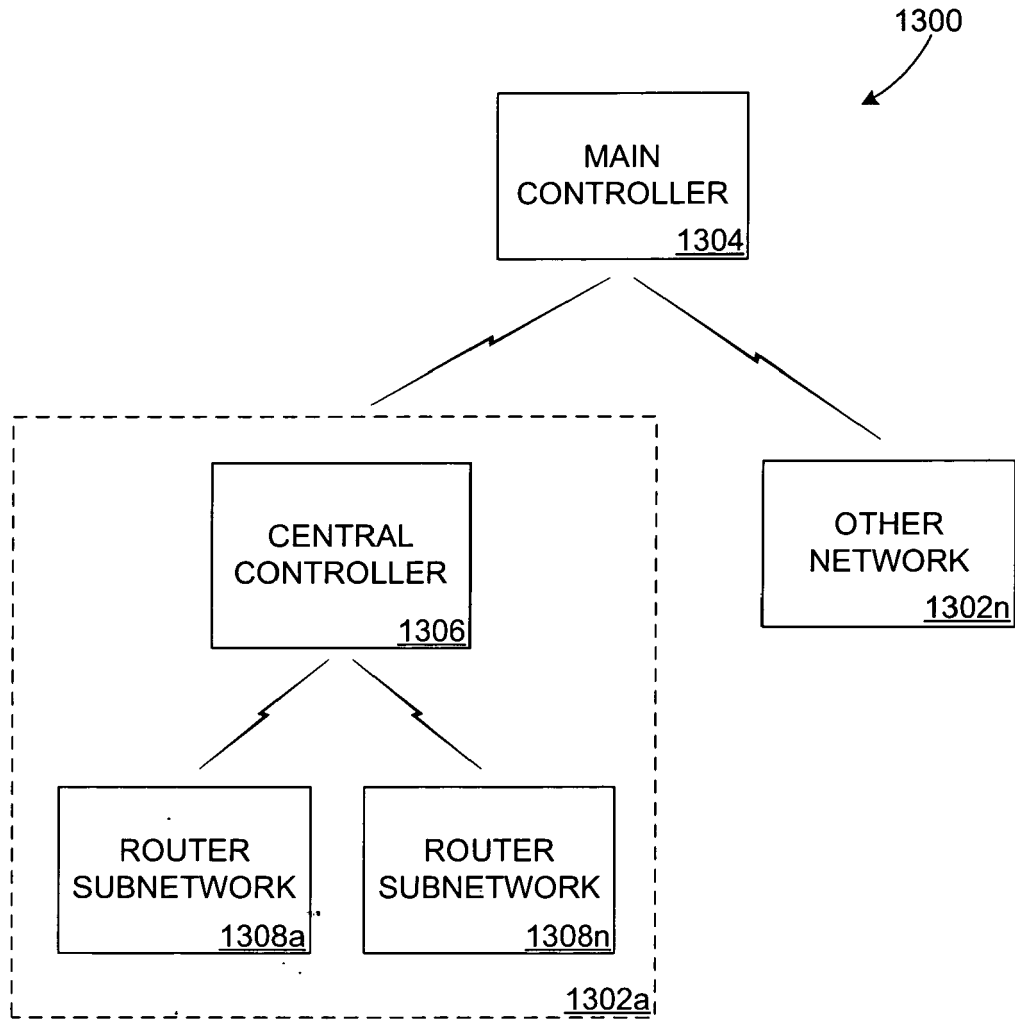 1300
MAIN
CONTROLLER
1304
CENTRAL
CONTROLLER
1306
OTHER
NETWORK
1302n
ROUTER
SUBNETWORK
1308a
ROUTER
SUBNETWORK
1308n
1302a